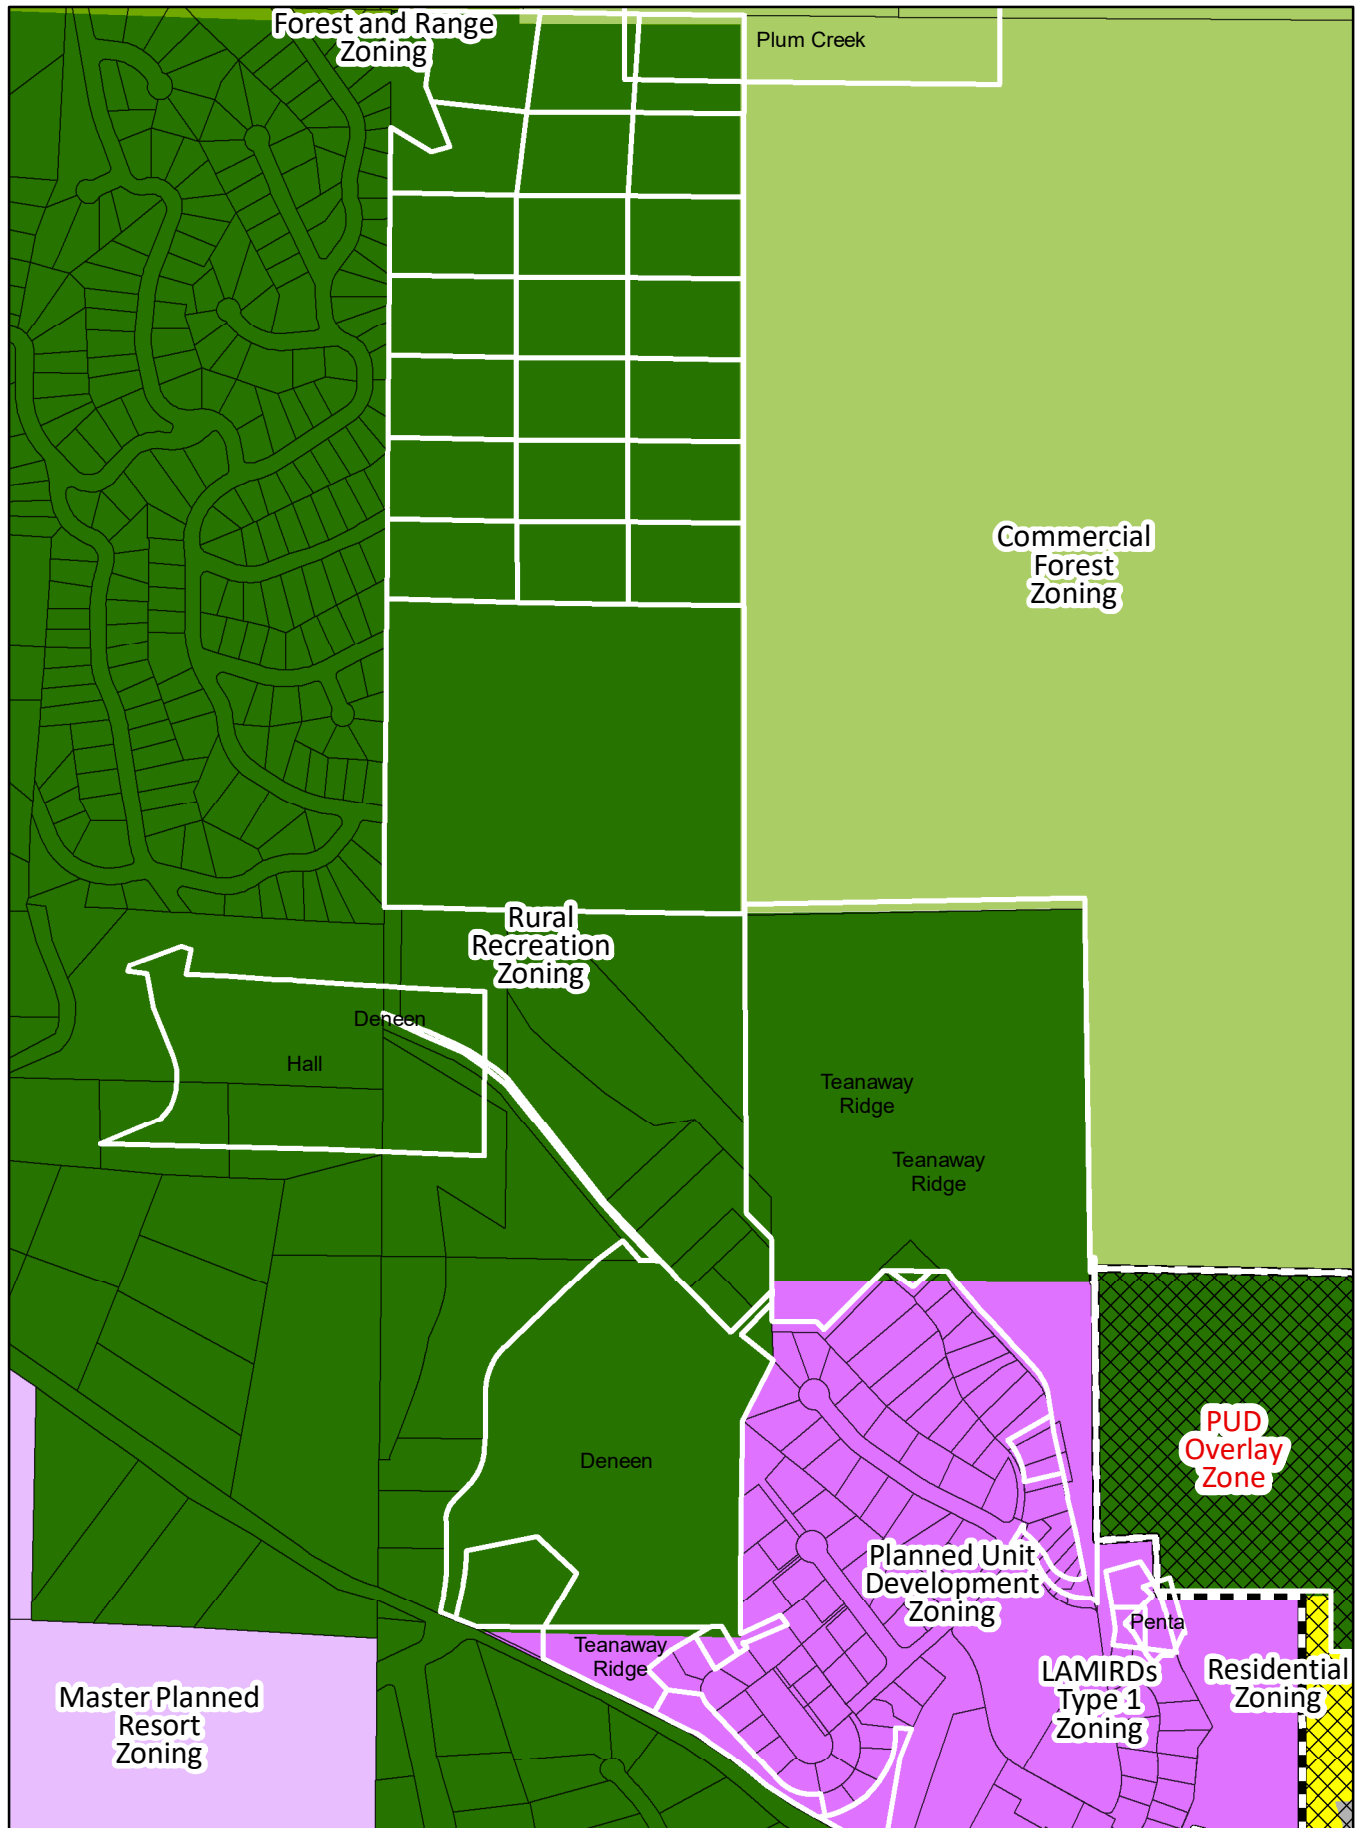 Forest and Range
Zoning
Plum Creek
Commercial
Forest
Zoning
Rural
Recreation
Zoning
Deneen
Hall
Teanaway
Ridge
Teanaway
Ridge
PUD
Overlay
Zone
Deneen
Planned Unit
Development
Zoning
Penta
Teanaway
Ridge
LAMIRDs
Type 1
Zoning
Residential
Zoning
Master Planned
Resort
Zoning